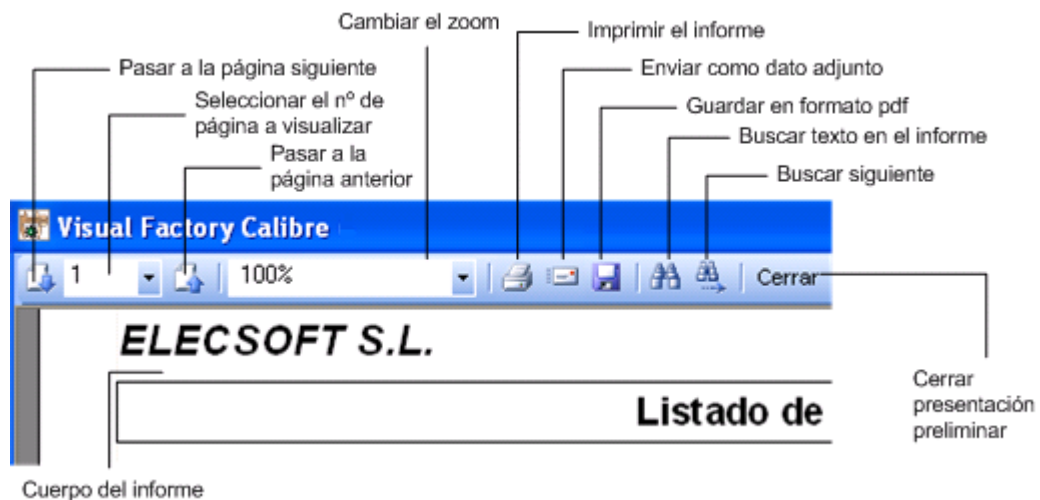 Cambiar el zoom
Imprimir el informe
Pasar a la página siguiente
Enviar como dato adjunto
Seleccionar el nº de
página a visualizar
Guardar en formato pdf
Buscar texto en el informe
Pasar a la
página anterior
Buscar siguiente
Visual Factory Calibre
1
100%
Cerrar
ELECSOFT S.L.
Listado de
Cerrar
presentación
preliminar
Cuerpo del informe